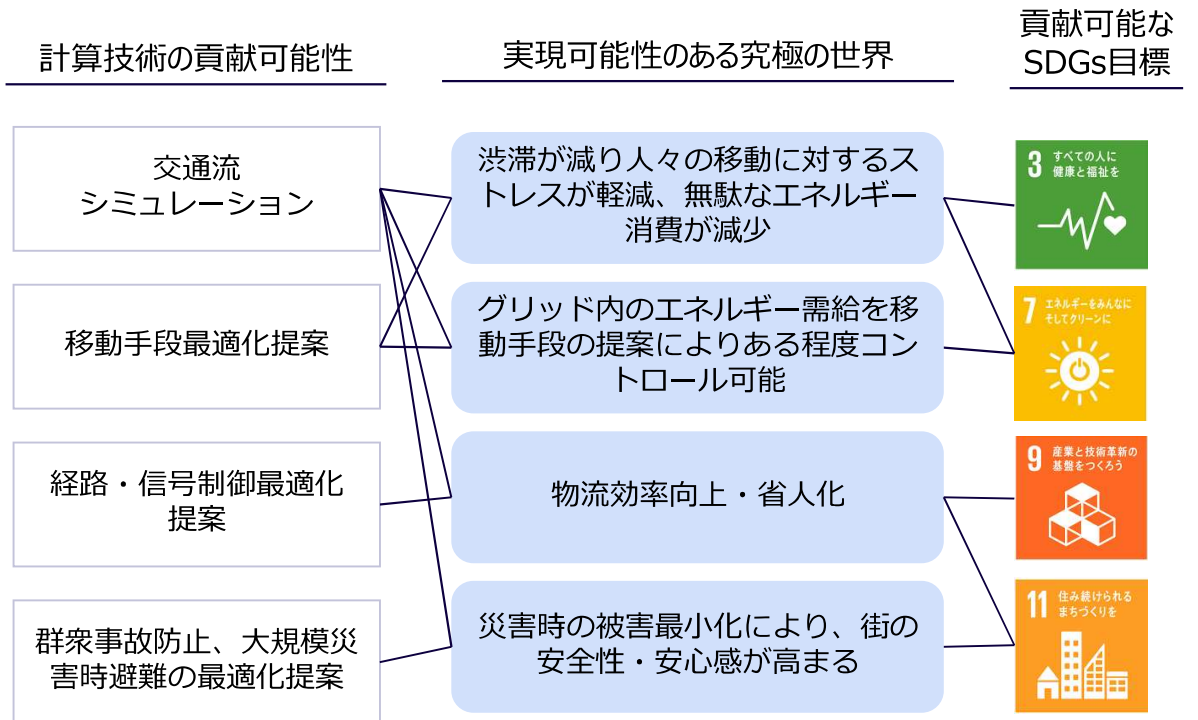 計算技術の貢献可能性
実現可能性のある究極の世界
貢献可能な
SDGs目標
交通流
シミュレーション
移動手段最適化提案
経路・信号制御最適化
提案
群衆事故防止、大規模災
害時避難の最適化提案
渋滞が減り人々の移動に対するス
トレスが軽減、無駄なエネルギー
消費が減少
グリッド内のエネルギー需給を移
動手段の提案によりある程度コン
トロール可能
物流効率向上・省人化
災害時の被害最小化により、街の
安全性・安心感が高まる
3 すべての人に
健康と福祉を
7 エネルギーをみんなに
そしてクリーンに
9 産業と技術革新の
基盤をつくろう
11 住み続けられる
まちづくりを